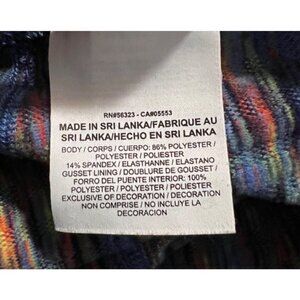 RN#56323 - CA#05553
MADE IN SRI LANKA/FABRIQUE AU
SRI LANKA/HECHO EN SRI LANKA
BODY / CORPS / CUERPO: 86% POLYESTER /
POLYESTER / POLIESTER
14% SPANDEX / ELASTHANNE / ELASTANO
GUSSET LINING / DOUBLURE DE GOUSSET /
FORRO DEL PUENTE INTERIOR: 100%
POLYESTER / POLYESTER / POLIESTER
EXCLUSIVE OF DECORATION / DECORATION
NON COMPRISE / NO INCLUYE LA
DECORACION